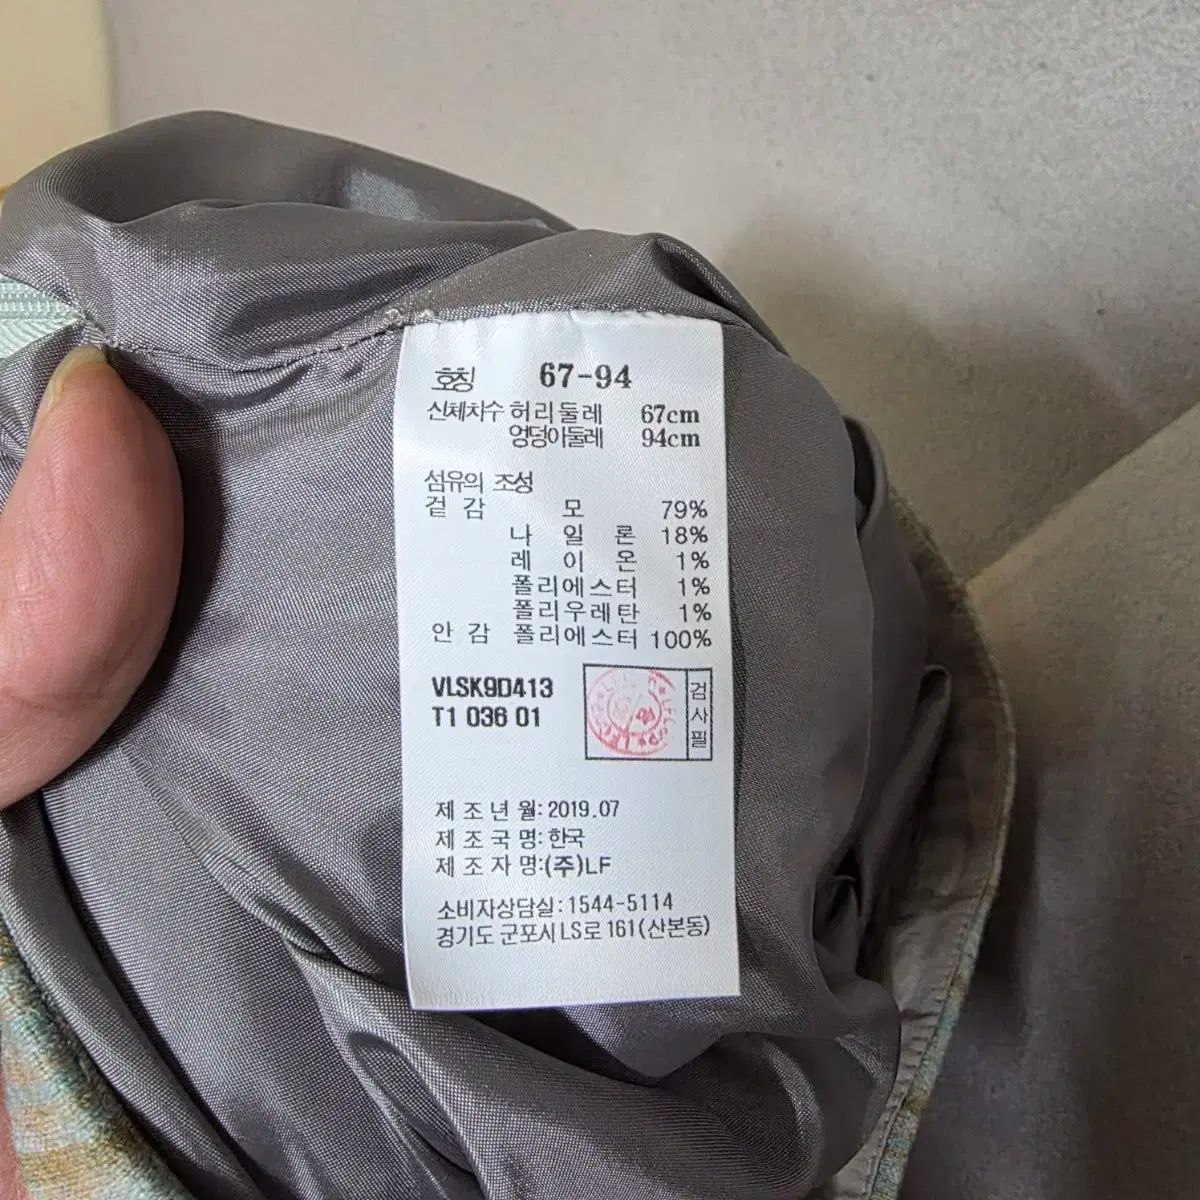 호칭 67-94
신체치수 허리둘레 67cm
엉덩이둘레 94cm
섬유의 조성
겉감 모 79%
나일론 18%
레이온 1%
폴리에스터 1%
폴리우레탄 1%
안감 폴리에스터 100%
VLSK9D413
T1 036 01
검사필
제조년월: 2019.07
제조국명: 한국
제조자명:(주)LF
소비자상담실: 1544-5114
경기도 군포시 LS로 161(산본동)